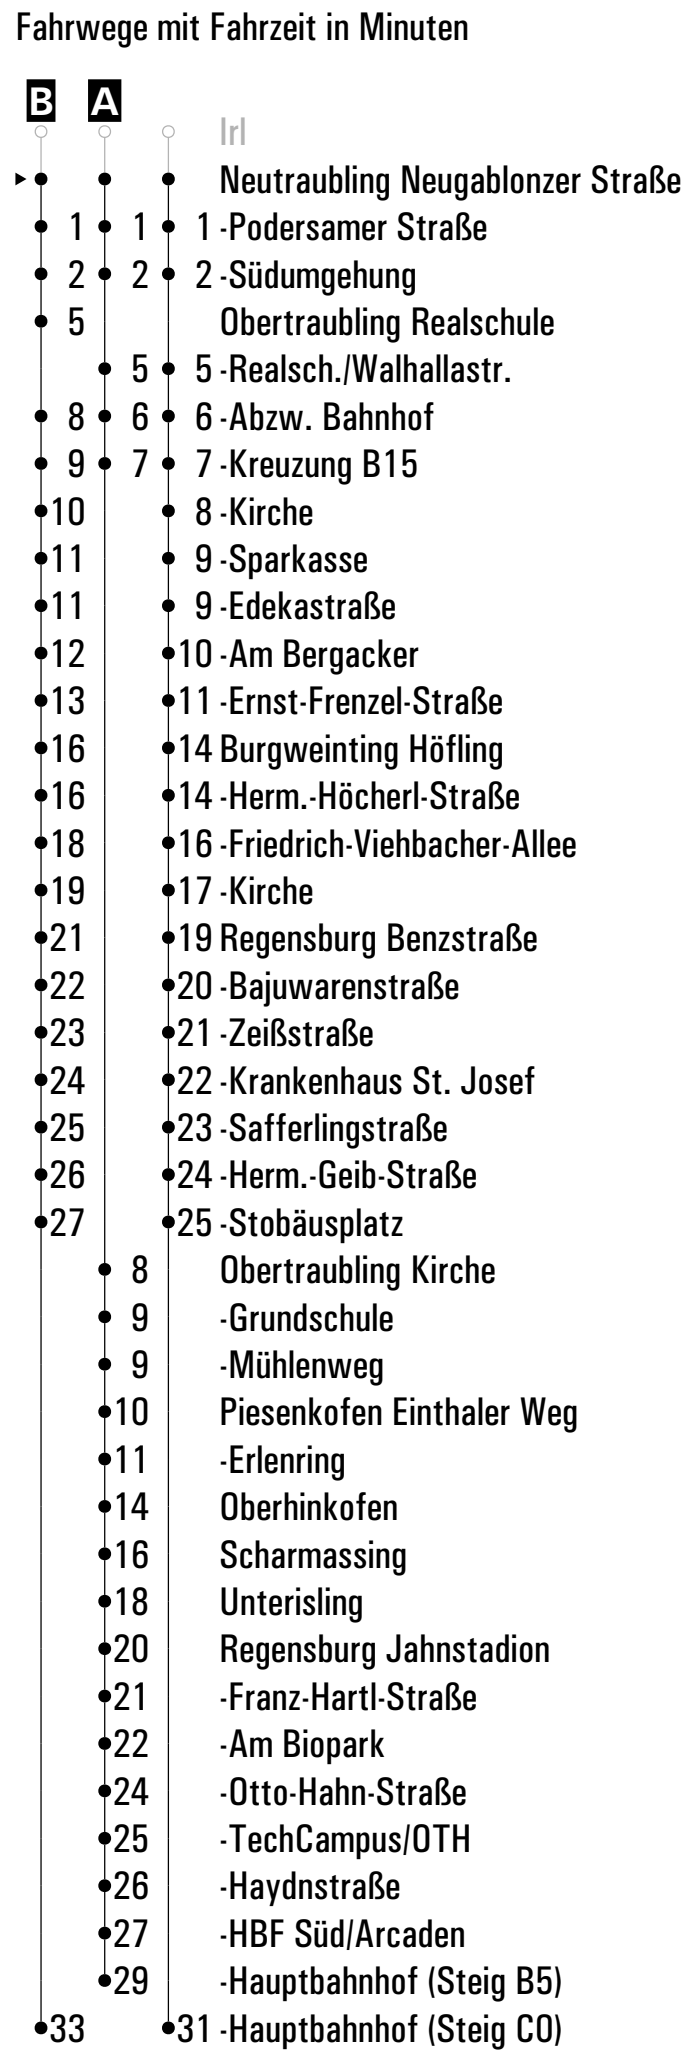 Fahrwege mit Fahrzeit in Minuten
B A
Irl
Neutraubling Neugablonzer Straße
1 1 1 -Podersamer Straße
2 2 2 -Südumgehung
5 Obertraubling Realschule
5 5 -Realsch./Walhallastr.
8 6 6 -Abzw. Bahnhof
9 7 7 -Kreuzung B15
10 8 -Kirche
11 9 -Sparkasse
11 9 -Edekastraße
12 10 -Am Bergacker
13 11 -Ernst-Frenzel-Straße
16 14 Burgweinting Höfling
16 14 -Herm.-Höcherl-Straße
18 16 -Friedrich-Viehbacher-Allee
19 17 -Kirche
21 19 Regensburg Benzstraße
22 20 -Bajuwarenstraße
23 21 -Zeißstraße
24 22 -Krankenhaus St. Josef
25 23 -Safferlingstraße
26 24 -Herm.-Geib-Straße
27 25 -Stobäusplatz
8 Obertraubling Kirche
9 -Grundschule
9 -Mühlenweg
10 Piesenkofen Einthaler Weg
11 -Erlenring
14 Oberhinkofen
16 Scharmassing
18 Unterisling
20 Regensburg Jahnstadion
21 -Franz-Hartl-Straße
22 -Am Biopark
24 -Otto-Hahn-Straße
25 -TechCampus/OTH
26 -Haydnstraße
27 -HBF Süd/Arcaden
29 -Hauptbahnhof (Steig B5)
33 31 -Hauptbahnhof (Steig C0)